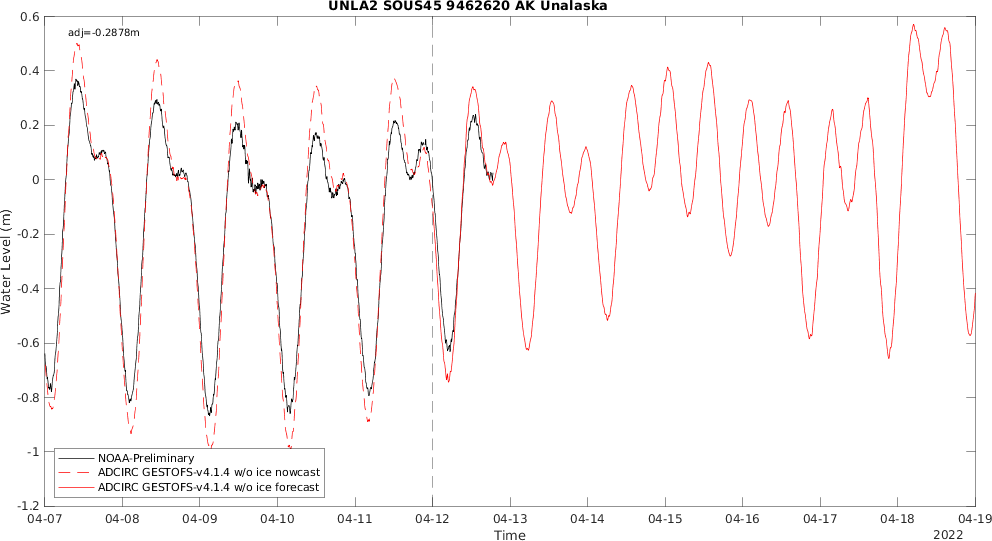 UNLA2 SOUS45 9462620 AK Unalaska
adj=-0.2878m
0.6
0.4
0.2
0
-0.2
-0.4
-0.6
-0.8
-1
-1.2
Water Level (m)
NOAA-Preliminary
ADCIRC GESTOFS-v4.1.4 w/o ice nowcast
ADCIRC GESTOFS-v4.1.4 w/o ice forecast
04-07 04-08 04-09 04-10 04-11 04-12 04-13 04-14 04-15 04-16 04-17 04-18 04-19
Time
2022